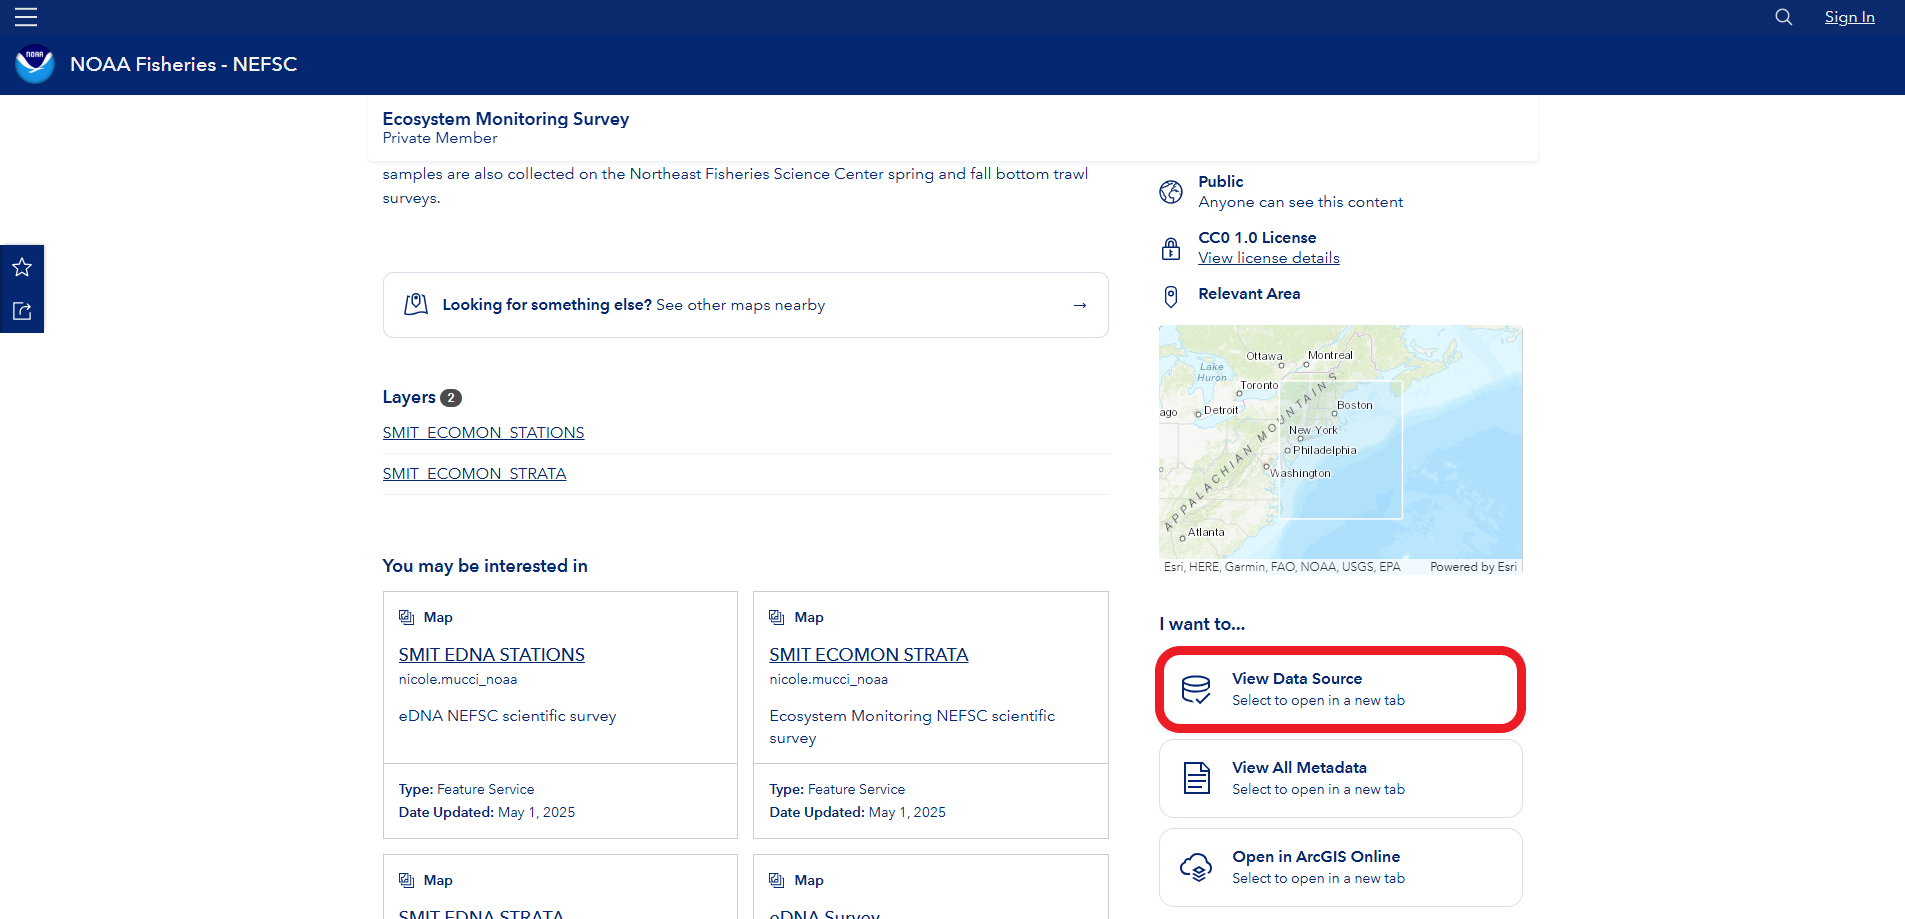 Sign In
NOAA
NOAA Fisheries - NEFSC
Ecosystem Monitoring Survey
Private Member
samples are also collected on the Northeast Fisheries Science Center spring and fall bottom trawl
surveys.
Looking for something else? See other maps nearby →
Layers 2
SMIT_ECOMON_STATIONS
SMIT_ECOMON_STRATA
You may be interested in
Map
SMIT EDNA STATIONS
nicole.mucci_noaa
eDNA NEFSC scientific survey
Type: Feature Service
Date Updated: May 1, 2025
Map
SMIT ECOMON STRATA
nicole.mucci_noaa
Ecosystem Monitoring NEFSC scientific
survey
Type: Feature Service
Date Updated: May 1, 2025
Map
SMIT EDNA STRATA
Map
eDNA Survey
Public
Anyone can see this content
CC0 1.0 License
View license details
Relevant Area
Ottawa
Montreal
Lake
Huron
Toronto
ago
Detroit
Boston
New York
Philadelphia
Washington
APPALACHIAN MOUNTAINS
Atlanta
Esri, HERE, Garmin, FAO, NOAA, USGS, EPA
Powered by Esri
I want to...
View Data Source
Select to open in a new tab
View All Metadata
Select to open in a new tab
Open in ArcGIS Online
Select to open in a new tab